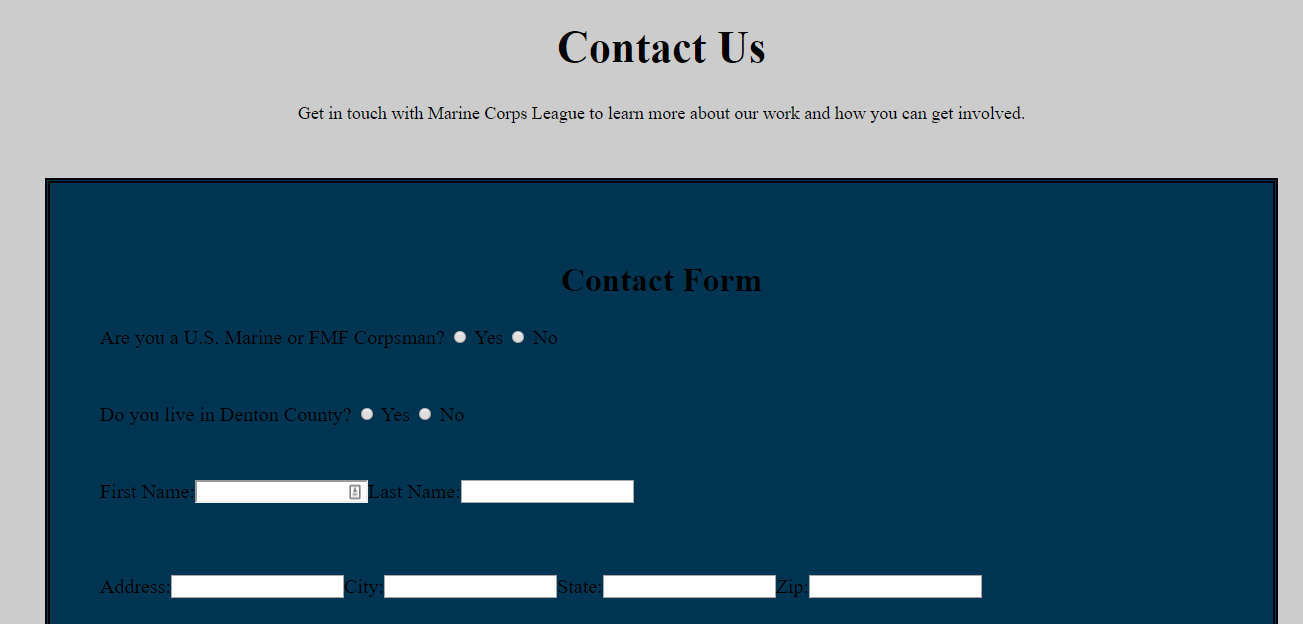 Contact Us
Get in touch with Marine Corps League to learn more about our work and how you can get involved.
Contact Form
Are you a U.S. Marine or FMF Corpsman? Yes No
Do you live in Denton County? Yes No
First Name: Last Name:
Address: City: State: Zip: